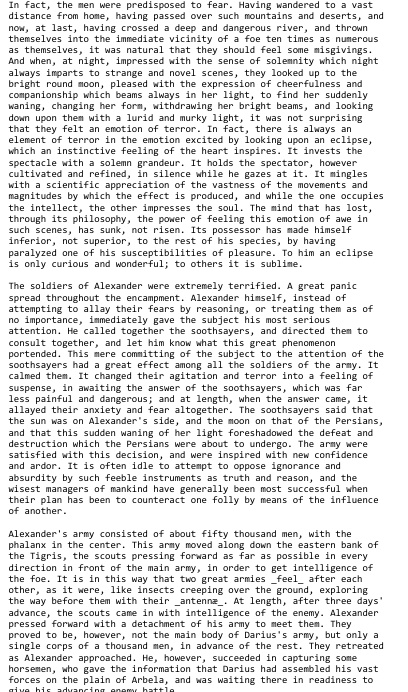 In fact, the men were predisposed to fear. Having wandered to a vast
distance from home, having passed over such mountains and deserts, and
now, at last, having crossed a deep and dangerous river, and thrown
themselves into the immediate vicinity of a foe ten times as numerous
as themselves, it was natural that they should feel some misgivings.
And when, at night, impressed with the sense of solemnity which night
always imparts to strange and novel scenes, they looked up to the
bright round moon, pleased with the expression of cheerfulness and
companionship which beams always in her light, to find her suddenly
waning, changing her form, withdrawing her bright beams, and looking
down upon them with a lurid and murky light, it was not surprising
that they felt an emotion of terror. In fact, there is always an
element of terror in the emotion excited by looking upon an eclipse,
which an instinctive feeling of the heart inspires. It invests the
spectacle with a solemn grandeur. It holds the spectator, however
cultivated and refined, in silence while he gazes at it. It mingles
with a scientific appreciation of the vastness of the movements and
magnitudes by which the effect is produced, and while the one occupies
the intellect, the other impresses the soul. The mind that has lost,
through its philosophy, the power of feeling this emotion of awe in
such scenes, has sunk, not risen. Its possessor has made himself
inferior, not superior, to the rest of his species, by having
paralyzed one of his susceptibilities of pleasure. To him an eclipse
is only curious and wonderful; to others it is sublime.
The soldiers of Alexander were extremely terrified. A great panic
spread throughout the encampment. Alexander himself, instead of
attempting to allay their fears by reasoning, or treating them as of
no importance, immediately gave the subject his most serious
attention. He called together the soothsayers, and directed them to
consult together, and let him know what this great phenomenon
portended. This mere committing of the subject to the attention of the
soothsayers had a great effect among all the soldiers of the army. It
calmed them. It changed their agitation and terror into a feeling of
suspense, in awaiting the answer of the soothsayers, which was far
less painful and dangerous; and at length, when the answer came, it
allayed their anxiety and fear altogether. The soothsayers said that
the sun was on Alexander's side, and the moon on that of the Persians,
and that this sudden waning of her light foreshadowed the defeat and
destruction which the Persians were about to undergo. The army were
satisfied with this decision, and were inspired with new confidence
and ardor. It is often idle to attempt to oppose ignorance and
absurdity by such feeble instruments as truth and reason, and the
wisest managers of mankind have generally been most successful when
their plan has been to counteract one folly by means of the influence
of another.
Alexander's army consisted of about fifty thousand men, with the
phalanx in the center. This army moved along down the eastern bank of
the Tigris, the scouts pressing forward as far as possible in every
direction in front of the main army, in order to get intelligence of
the foe. It is in this way that two great armies _feel_ after each
other, as it were, like insects creeping over the ground, exploring
the way before them with their _antennæ_. At length, after three days'
advance, the scouts came in with intelligence of the enemy. Alexander
pressed forward with a detachment of his army to meet them. They
proved to be, however, not the main body of Darius's army, but only a
single corps of a thousand men, in advance of the rest. They retreated
as Alexander approached. He, however, succeeded in capturing some
horsemen, who gave the information that Darius had assembled his vast
forces on the plain of Arbela, and was waiting there in readiness to
give his advancing enemy battle.